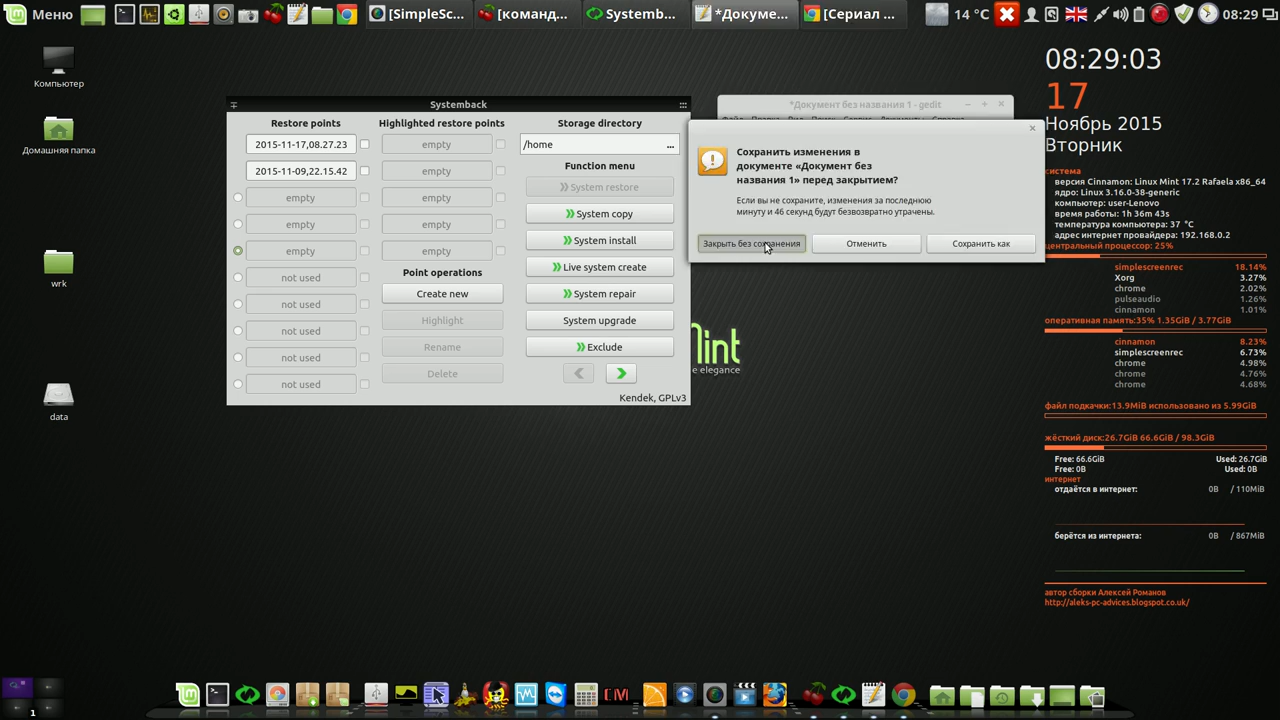 Меню
[SimpleSc...
[команд...
Systemb...
*Докуме...
[Сериал ...
14 °C
08:29
Компьютер
Домашняя папка
wrk
data
Systemback
Restore points
Highlighted restore points
Storage directory
2015-11-17,08.27.23
empty
/home
...
2015-11-09,22.15.42
empty
Function menu
System restore
empty
empty
System copy
empty
empty
System install
empty
empty
Live system create
not used
Point operations
System repair
not used
Create new
System upgrade
not used
Highlight
Exclude
not used
Rename
not used
Delete
Kendek, GPLv3
*Документ без названия 1 - gedit
Сохранить изменения в
документе «Документ без
названия 1» перед закрытием?
Если вы не сохраните, изменения за последнюю
минуту и 46 секунд будут безвозвратно утрачены.
Закрыть без сохранения
Отменить
Сохранить как
int
e elegance
08:29:03
17
Ноябрь 2015
Вторник
система
версия Cinnamon: Linux Mint 17.2 Rafaela x86_64
ядро: Linux 3.16.0-38-generic
компьютер: user-Lenovo
время работы: 1h 36m 43s
температура компьютера: 37 °C
адрес интернет провайдера: 192.168.0.2
центральный процессор: 25%
simplescreenrec 18.14%
Xorg 3.27%
chrome 2.02%
pulseaudio 1.26%
cinnamon 1.01%
оперативная память:35% 1.35GiB / 3.77GiB
cinnamon 8.23%
simplescreenrec 6.73%
chrome 4.98%
chrome 4.76%
chrome 4.68%
файл подкачки:13.9MiB использовано из 5.99GiB
жёсткий диск:26.7GiB 66.6GiB / 98.3GiB
Free: 66.6GiB Used: 26.7GiB
Free: 0B Used: 0B
интернет
отдаётся в интернет: 0B / 110MiB
берётся из интернета: 0B / 867MiB
автор сборки Алексей Романов
http://aleks-pc-advices.blogspot.co.uk/
1